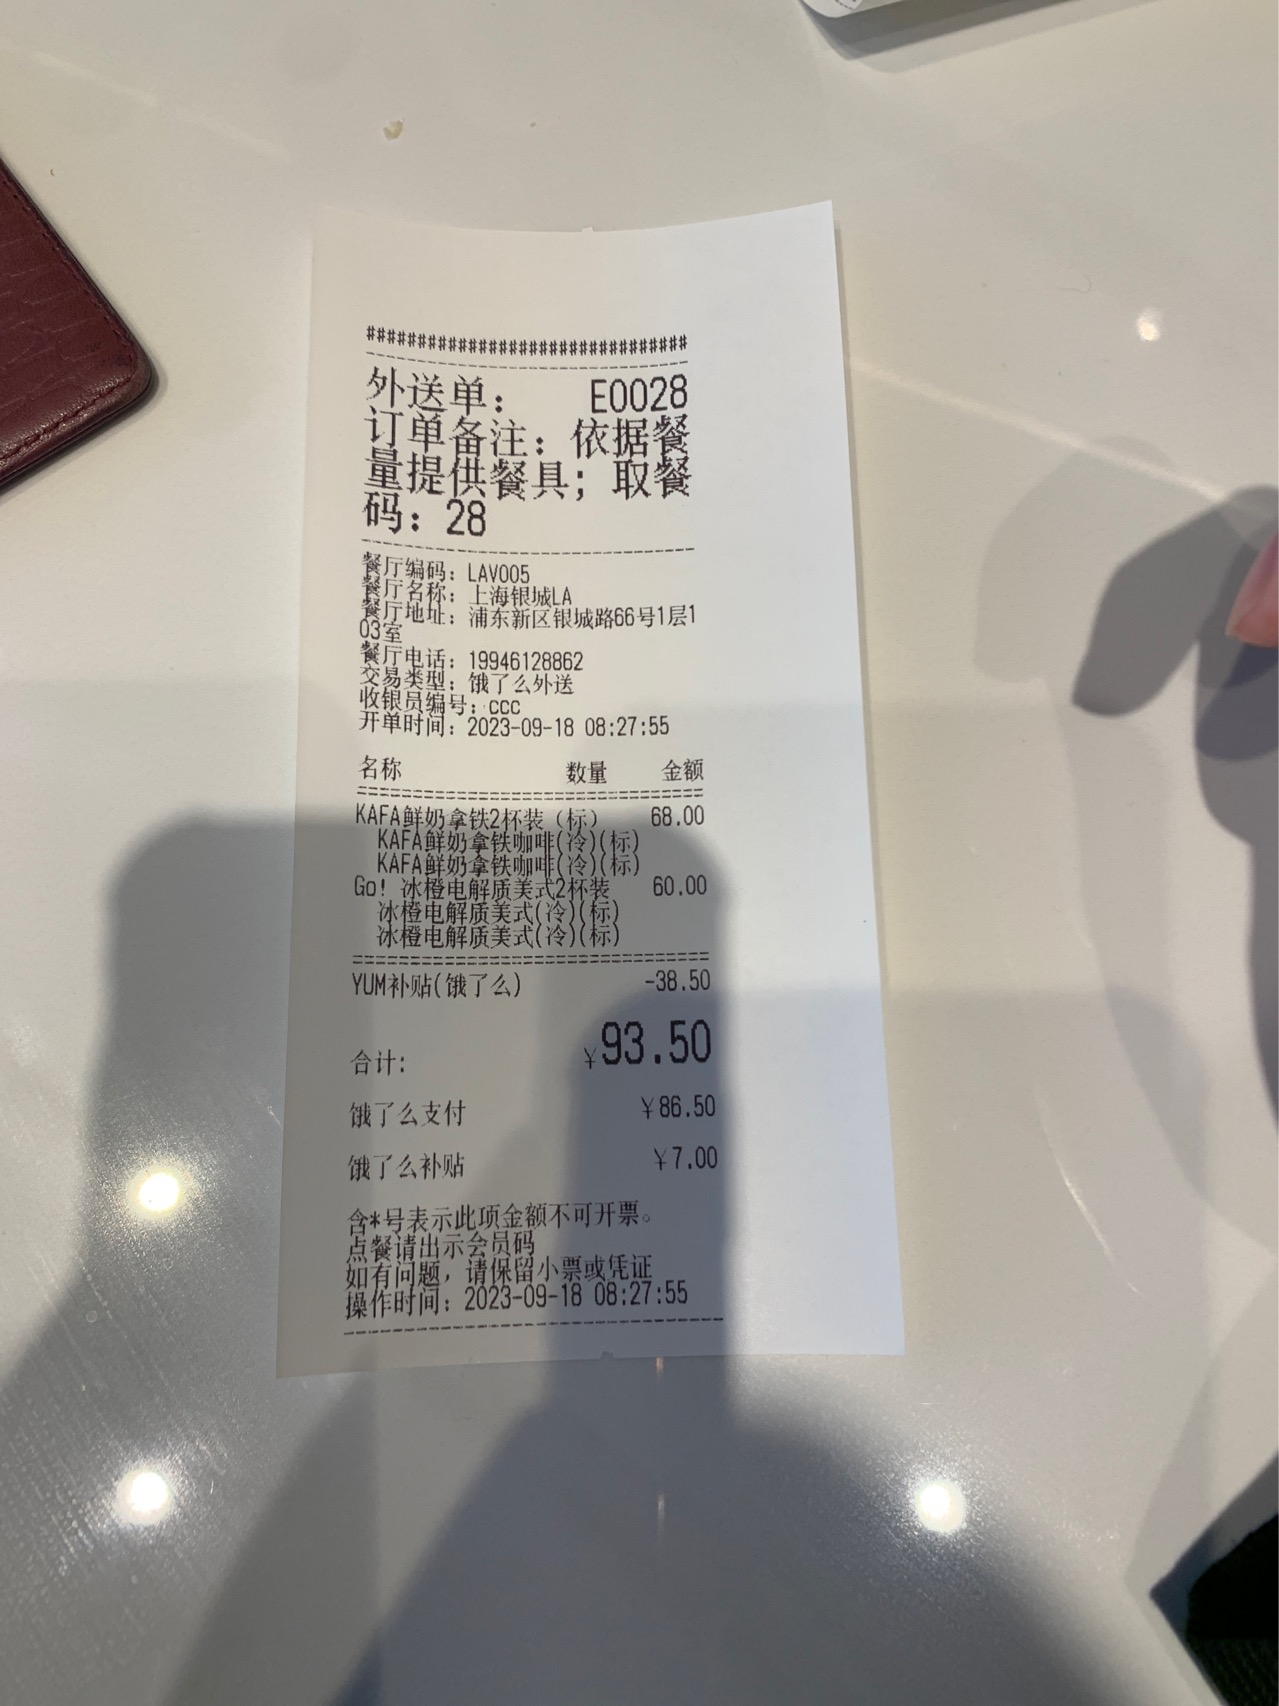 ################################
外送单： E0028
订单备注：依据餐
量提供餐具；取餐
码：28
餐厅编码：LAV005
餐厅名称：上海银城LA
餐厅地址：浦东新区银城路66号1层1
03室
餐厅电话：19946128862
交易类型：饿了么外送
收银员编号：ccc
开单时间：2023-09-18 08:27:55
名称 数量 金额
KAFA鲜奶拿铁2杯装（标） 68.00
KAFA鲜奶拿铁咖啡(冷)(标)
KAFA鲜奶拿铁咖啡(冷)(标)
Go! 冰橙电解质美式2杯装 60.00
冰橙电解质美式(冷)(标)
冰橙电解质美式(冷)(标)
YUM补贴(饿了么) -38.50
合计: ¥93.50
饿了么支付 ¥86.50
饿了么补贴 ¥7.00
含*号表示此项金额不可开票。
点餐请出示会员码
如有问题，请保留小票或凭证
操作时间：2023-09-18 08:27:55